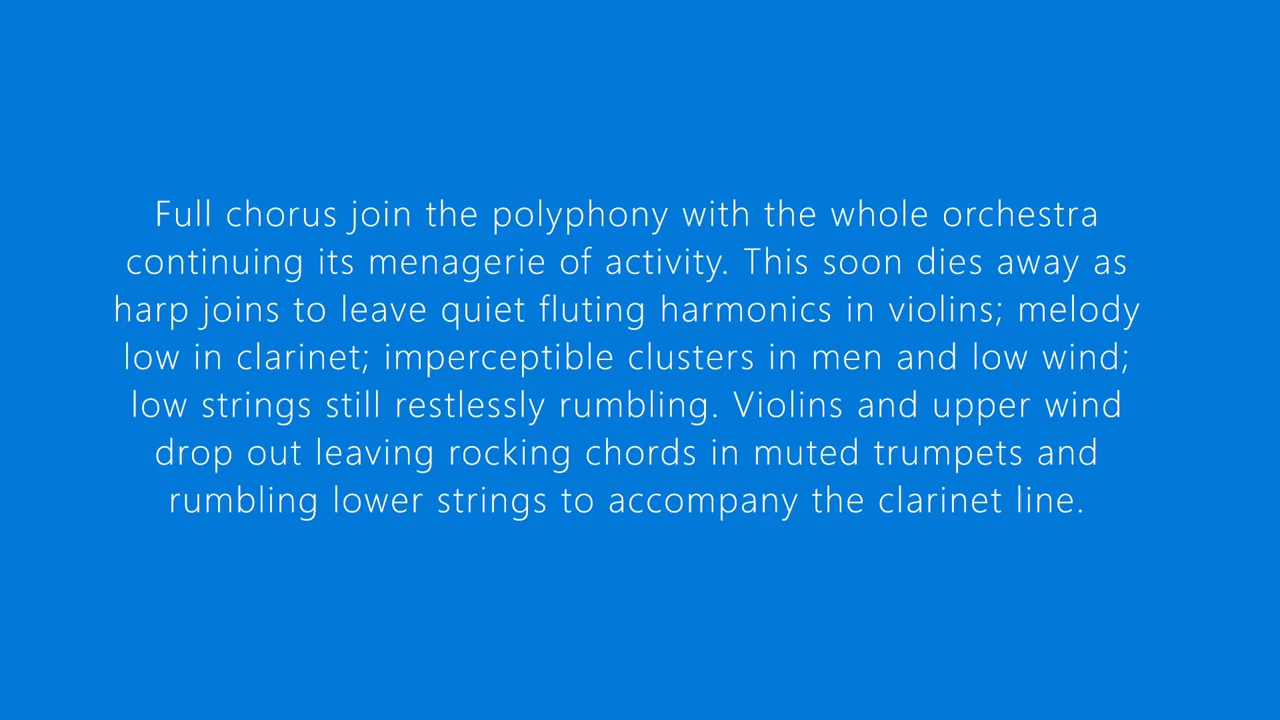 Full chorus join the polyphony with the whole orchestra
continuing its menagerie of activity. This soon dies away as
harp joins to leave quiet fluting harmonics in violins; melody
low in clarinet; imperceptible clusters in men and low wind;
low strings still restlessly rumbling. Violins and upper wind
drop out leaving rocking chords in muted trumpets and
rumbling lower strings to accompany the clarinet line.